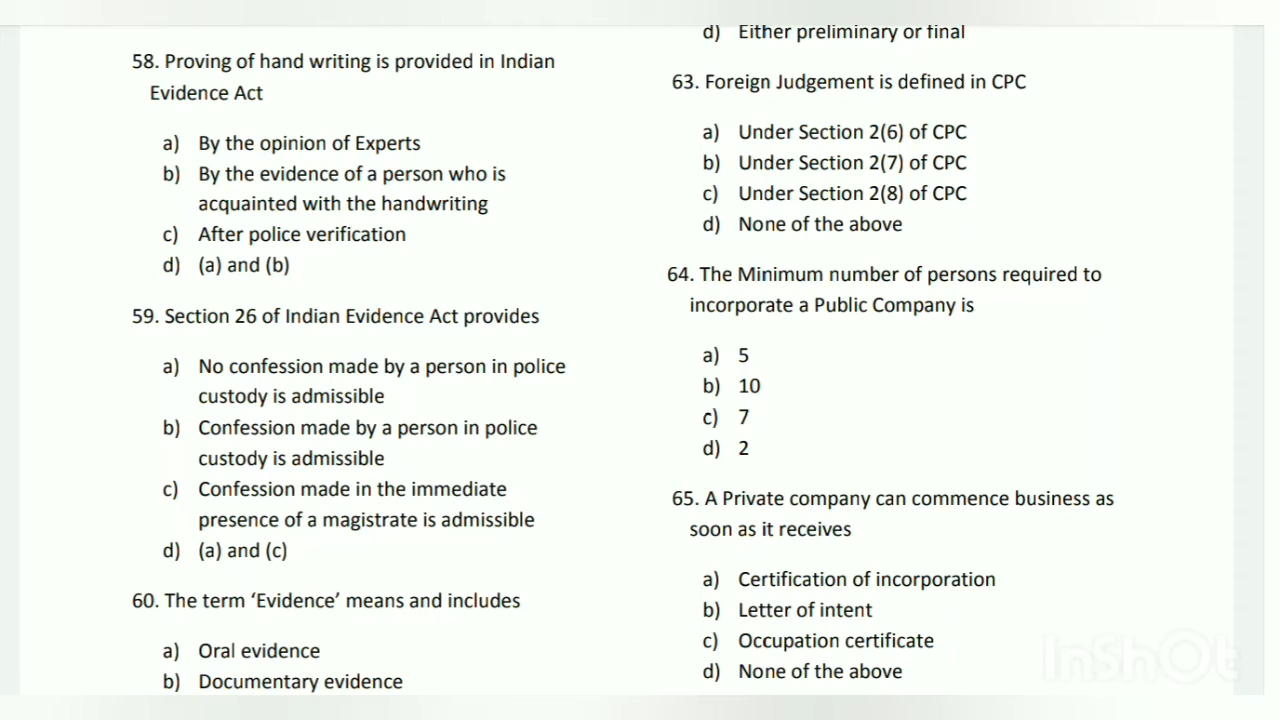 58. Proving of hand writing is provided in Indian
Evidence Act
a) By the opinion of Experts
b) By the evidence of a person who is
acquainted with the handwriting
c) After police verification
d) (a) and (b)
59. Section 26 of Indian Evidence Act provides
a) No confession made by a person in police
custody is admissible
b) Confession made by a person in police
custody is admissible
c) Confession made in the immediate
presence of a magistrate is admissible
d) (a) and (c)
60. The term ‘Evidence’ means and includes
a) Oral evidence
b) Documentary evidence
d) Either preliminary or final
63. Foreign Judgement is defined in CPC
a) Under Section 2(6) of CPC
b) Under Section 2(7) of CPC
c) Under Section 2(8) of CPC
d) None of the above
64. The Minimum number of persons required to
incorporate a Public Company is
a) 5
b) 10
c) 7
d) 2
65. A Private company can commence business as
soon as it receives
a) Certification of incorporation
b) Letter of intent
c) Occupation certificate
d) None of the above
InShOt